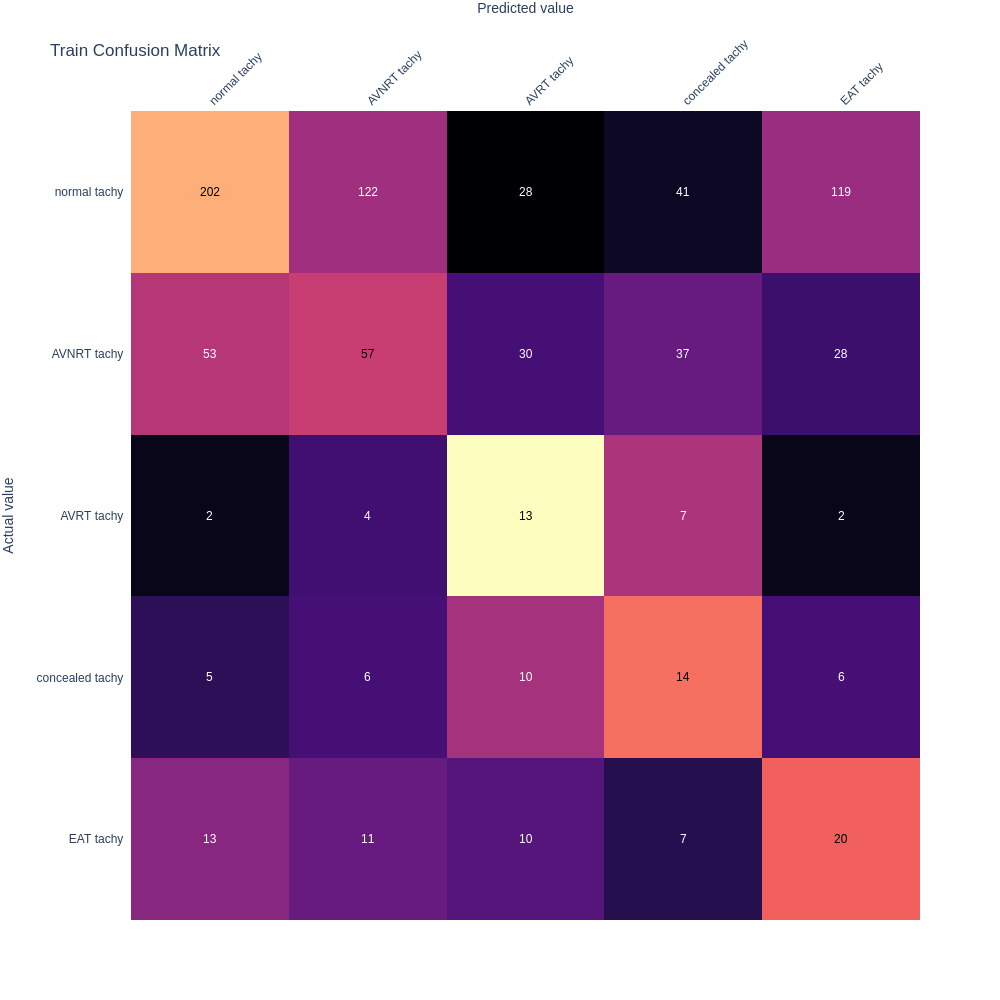 Predicted value
Train Confusion Matrix
normal tachy AVNRT tachy AVRT tachy concealed tachy EAT tachy
normal tachy 202 122 28 41 119
AVNRT tachy 53 57 30 37 28
Actual value
AVRT tachy 2 4 13 7 2
concealed tachy 5 6 10 14 6
EAT tachy 13 11 10 7 20